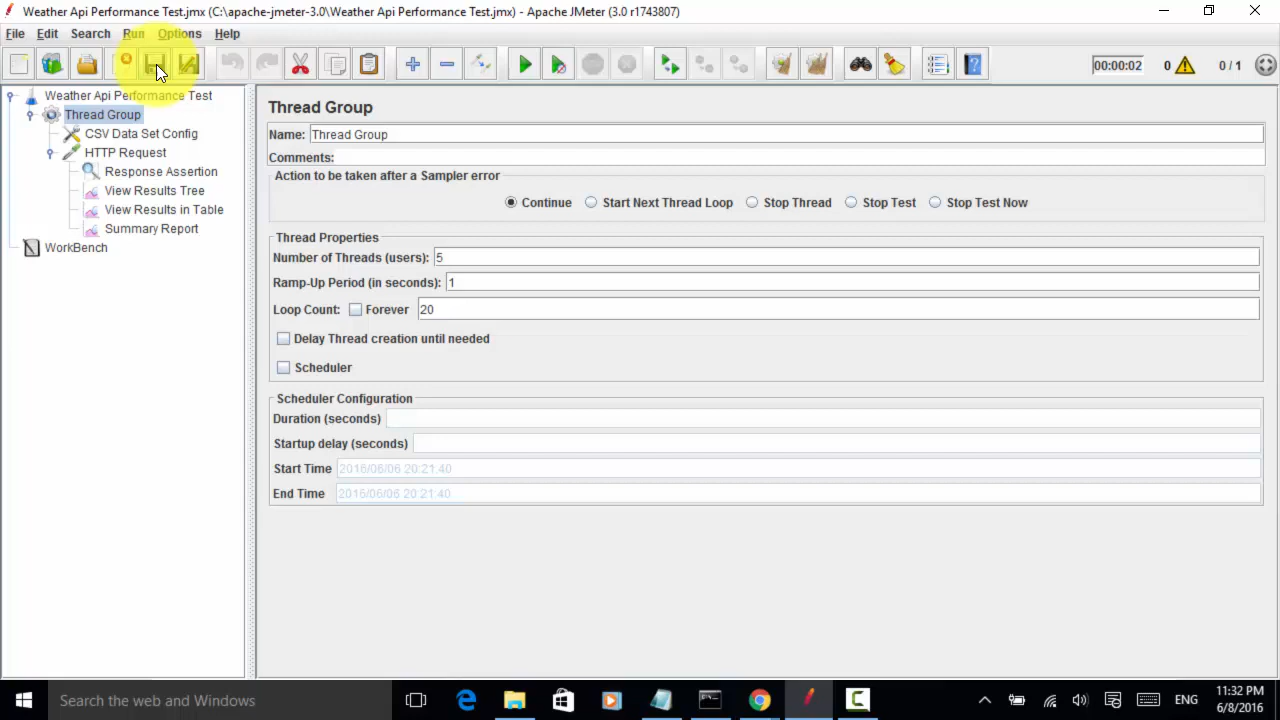 Weather Api Performance Test.jmx (C:\apache-jmeter-3.0\Weather Api Performance Test.jmx) - Apache JMeter (3.0 r1743807)
File Edit Search Run Options Help
00:00:02 0 0 / 1
Weather Api Performance Test
Thread Group
CSV Data Set Config
HTTP Request
Response Assertion
View Results Tree
View Results in Table
Summary Report
WorkBench
Thread Group
Name: Thread Group
Comments:
Action to be taken after a Sampler error
Continue Start Next Thread Loop Stop Thread Stop Test Stop Test Now
Thread Properties
Number of Threads (users): 5
Ramp-Up Period (in seconds): 1
Loop Count: Forever 20
Delay Thread creation until needed
Scheduler
Scheduler Configuration
Duration (seconds)
Startup delay (seconds)
Start Time 2016/06/06 20:21:40
End Time 2016/06/06 20:21:40
Search the web and Windows
ENG
11:32 PM
6/8/2016